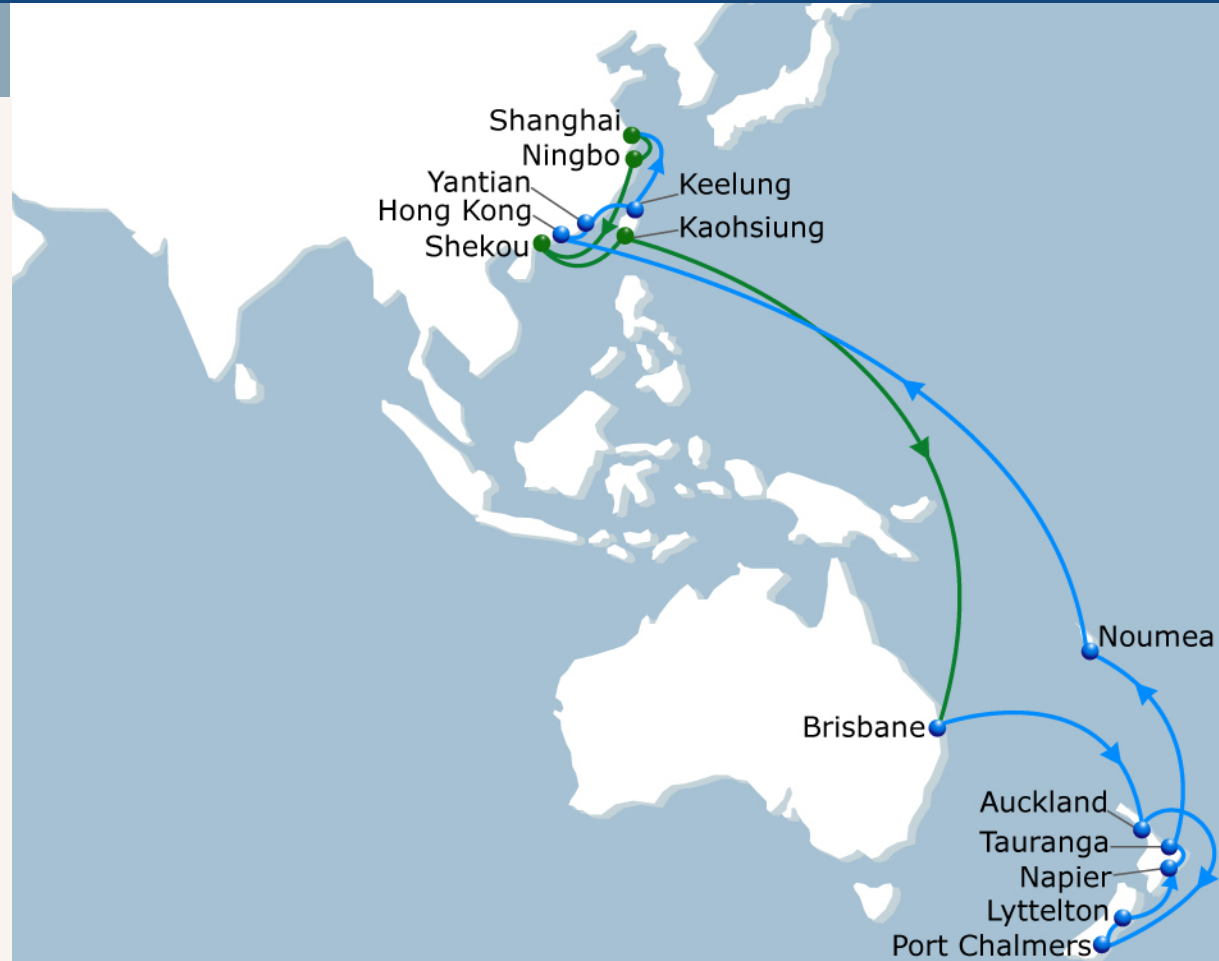 Shanghai
Ningbo
Yantian
Keelung
Hong Kong
Kaohsiung
Shekou
Noumea
Brisbane
Auckland
Tauranga
Napier
Lyttelton
Port Chalmers